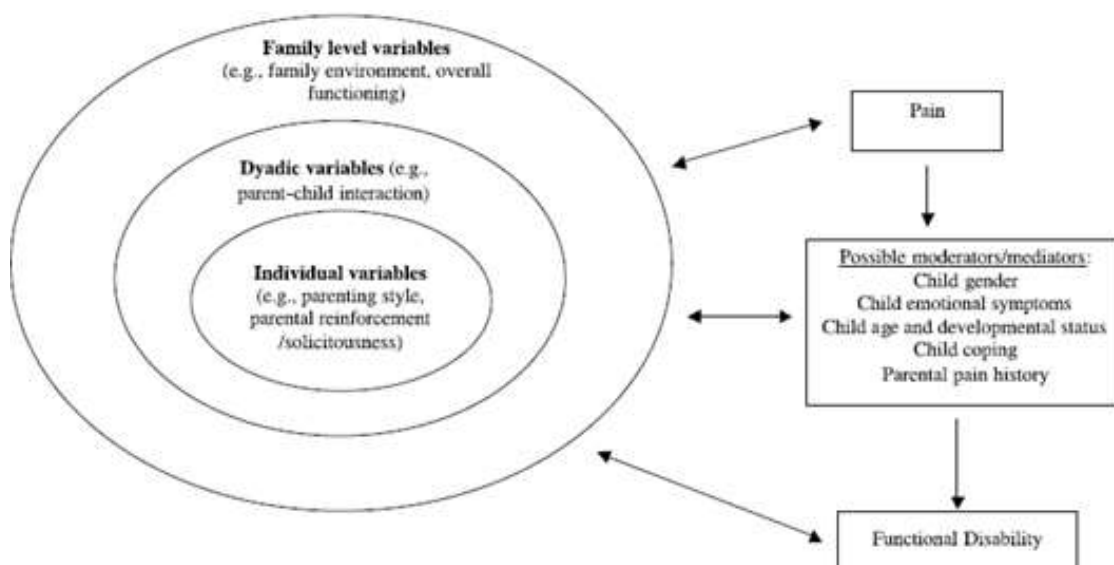 Family level variables
(e.g., family environment, overall
functioning)
Dyadic variables (e.g.,
parent–child interaction)
Individual variables
(e.g., parenting style,
parental reinforcement
/solicitousness)
Pain
Possible moderators/mediators:
Child gender
Child emotional symptoms
Child age and developmental status
Child coping
Parental pain history
Functional Disability